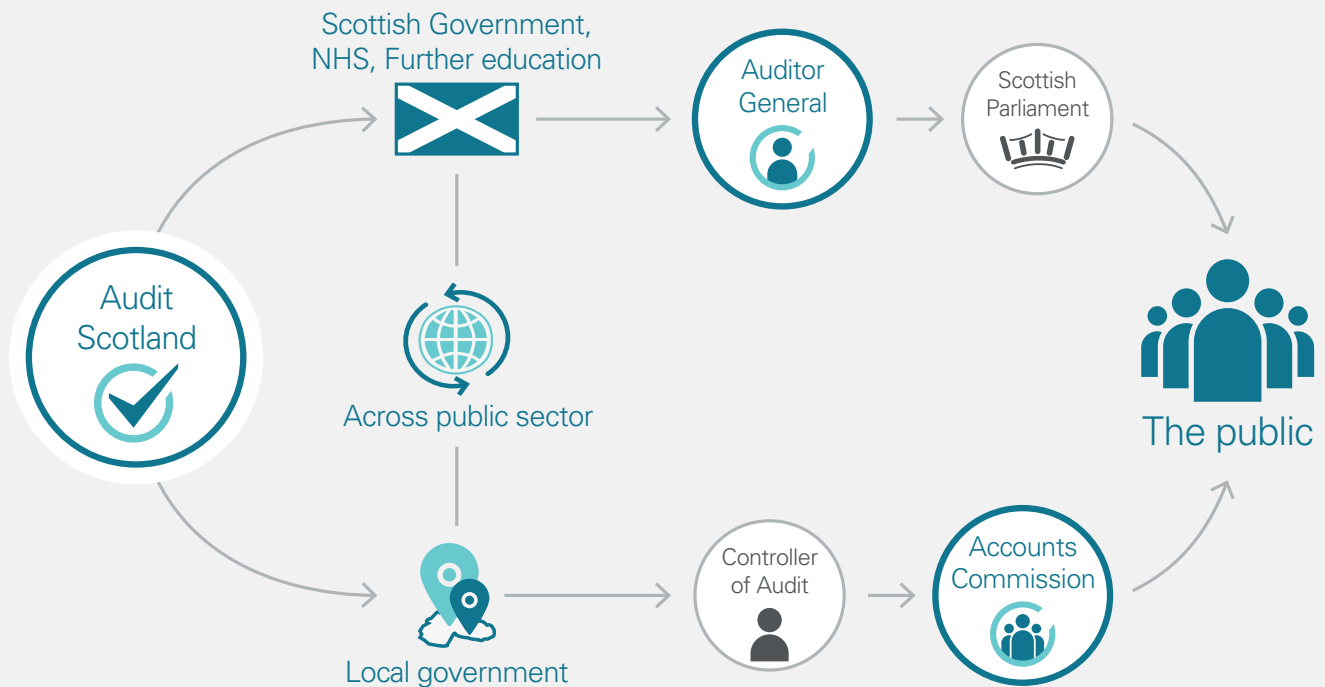 Scottish Government,
NHS, Further education
Auditor
General
Scottish
Parliament
Audit
Scotland
Across public sector
The public
Controller
of Audit
Accounts
Commission
Local government